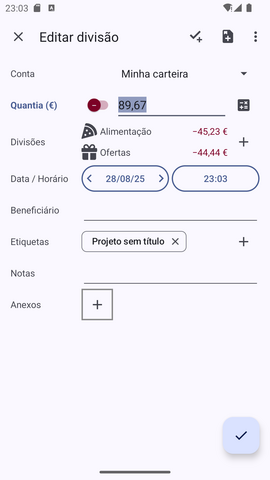 23:03
Editar divisão
Conta
Minha carteira
Quantia (€)
89,67
Divisões
Alimentação
−45,23 €
Ofertas
−44,44 €
Data / Horário
28/08/25
23:03
Beneficiário
Etiquetas
Projeto sem título
Notas
Anexos